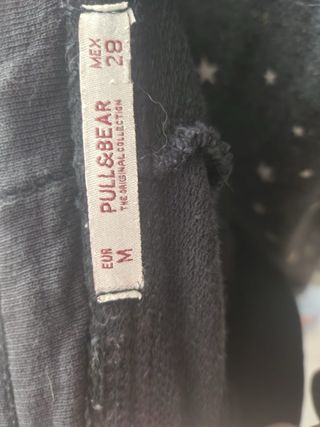 EUR
M
PULL&BEAR
THE ORIGINAL COLLECTION
MEX
28